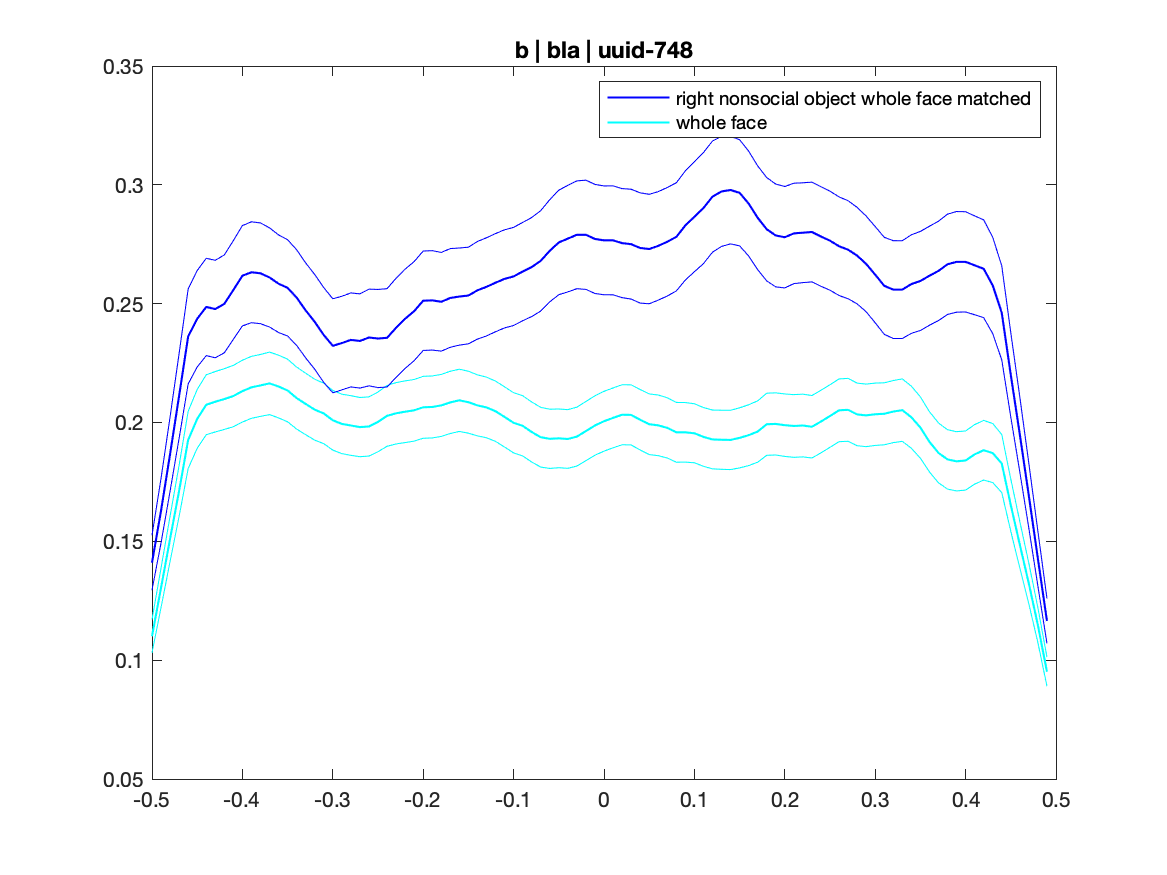 b | bla | uuid-748
right nonsocial object whole face matched
whole face
0.35
0.3
0.25
0.2
0.15
0.1
0.05
-0.5 -0.4 -0.3 -0.2 -0.1 0 0.1 0.2 0.3 0.4 0.5